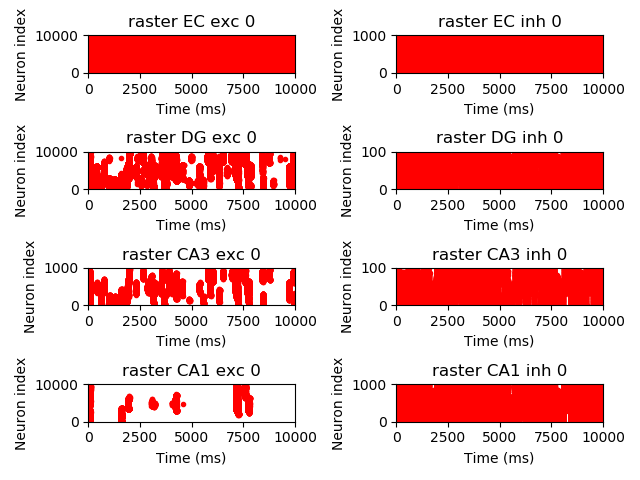 raster EC exc 0
raster EC inh 0
Neuron index
10000
0
0 2500 5000 7500 10000
Time (ms)
Neuron index
10000
0
0 2500 5000 7500 10000
Time (ms)
raster DG exc 0
raster DG inh 0
Neuron index
10000
0
0 2500 5000 7500 10000
Time (ms)
Neuron index
100
0
0 2500 5000 7500 10000
Time (ms)
raster CA3 exc 0
raster CA3 inh 0
Neuron index
1000
0
0 2500 5000 7500 10000
Time (ms)
Neuron index
100
0
0 2500 5000 7500 10000
Time (ms)
raster CA1 exc 0
raster CA1 inh 0
Neuron index
10000
0
0 2500 5000 7500 10000
Time (ms)
Neuron index
1000
0
0 2500 5000 7500 10000
Time (ms)